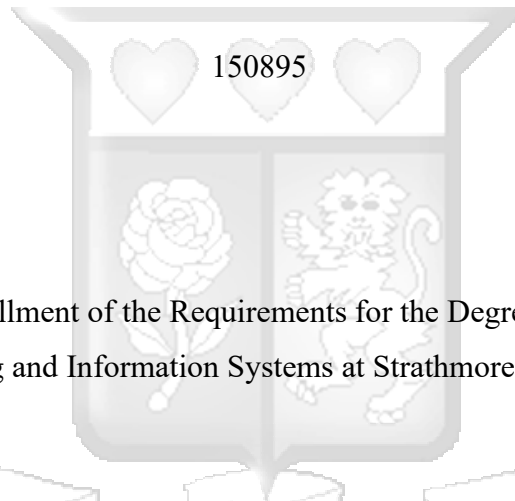 150895
llment of the Requirements for the Degre
g and Information Systems at Strathmore